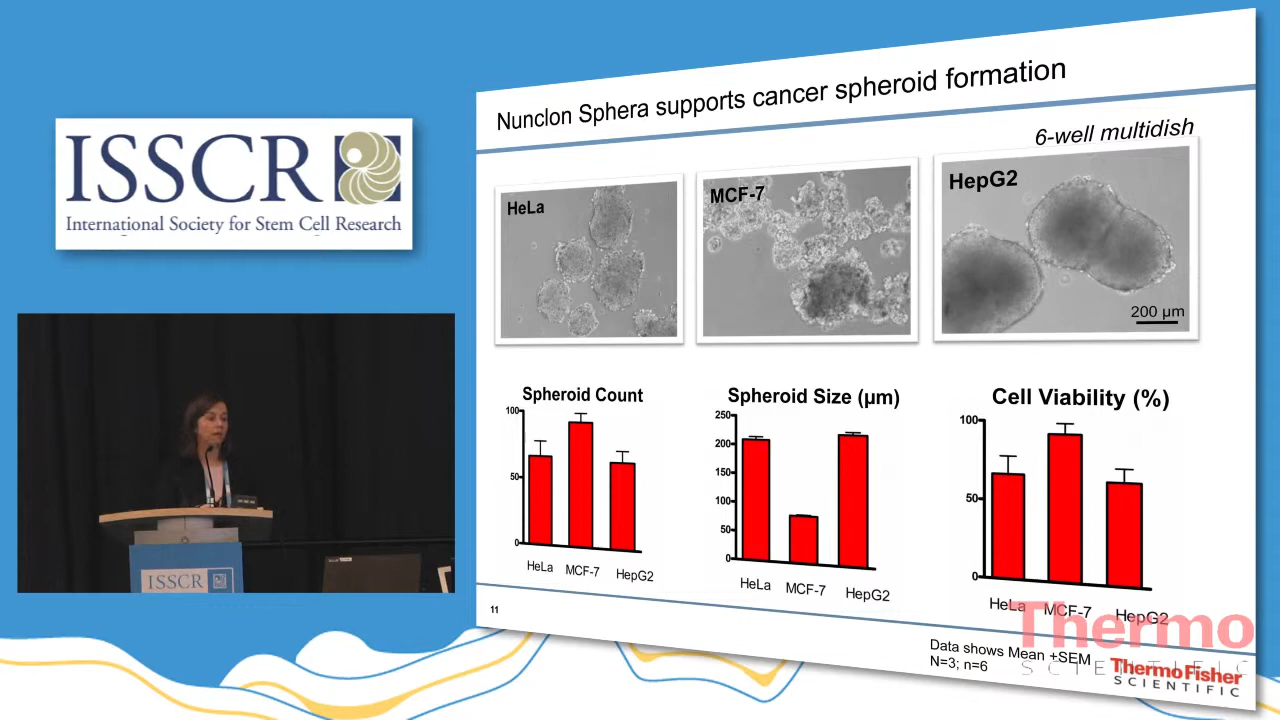 ISSCR
International Society for Stem Cell Research
ISSCR
Nunclon Sphera supports cancer spheroid formation
6-well multidish
HeLa
MCF-7
HepG2
200 µm
Spheroid Count
100
50
0
HeLa MCF-7 HepG2
Spheroid Size (µm)
250
200
150
100
50
0
HeLa MCF-7 HepG2
Cell Viability (%)
100
50
0
HeLa MCF-7 HepG2
11
Data shows Mean +SEM
N=3; n=6
Thermo
SCIENTIFIC
ThermoFisher
SCIENTIFIC